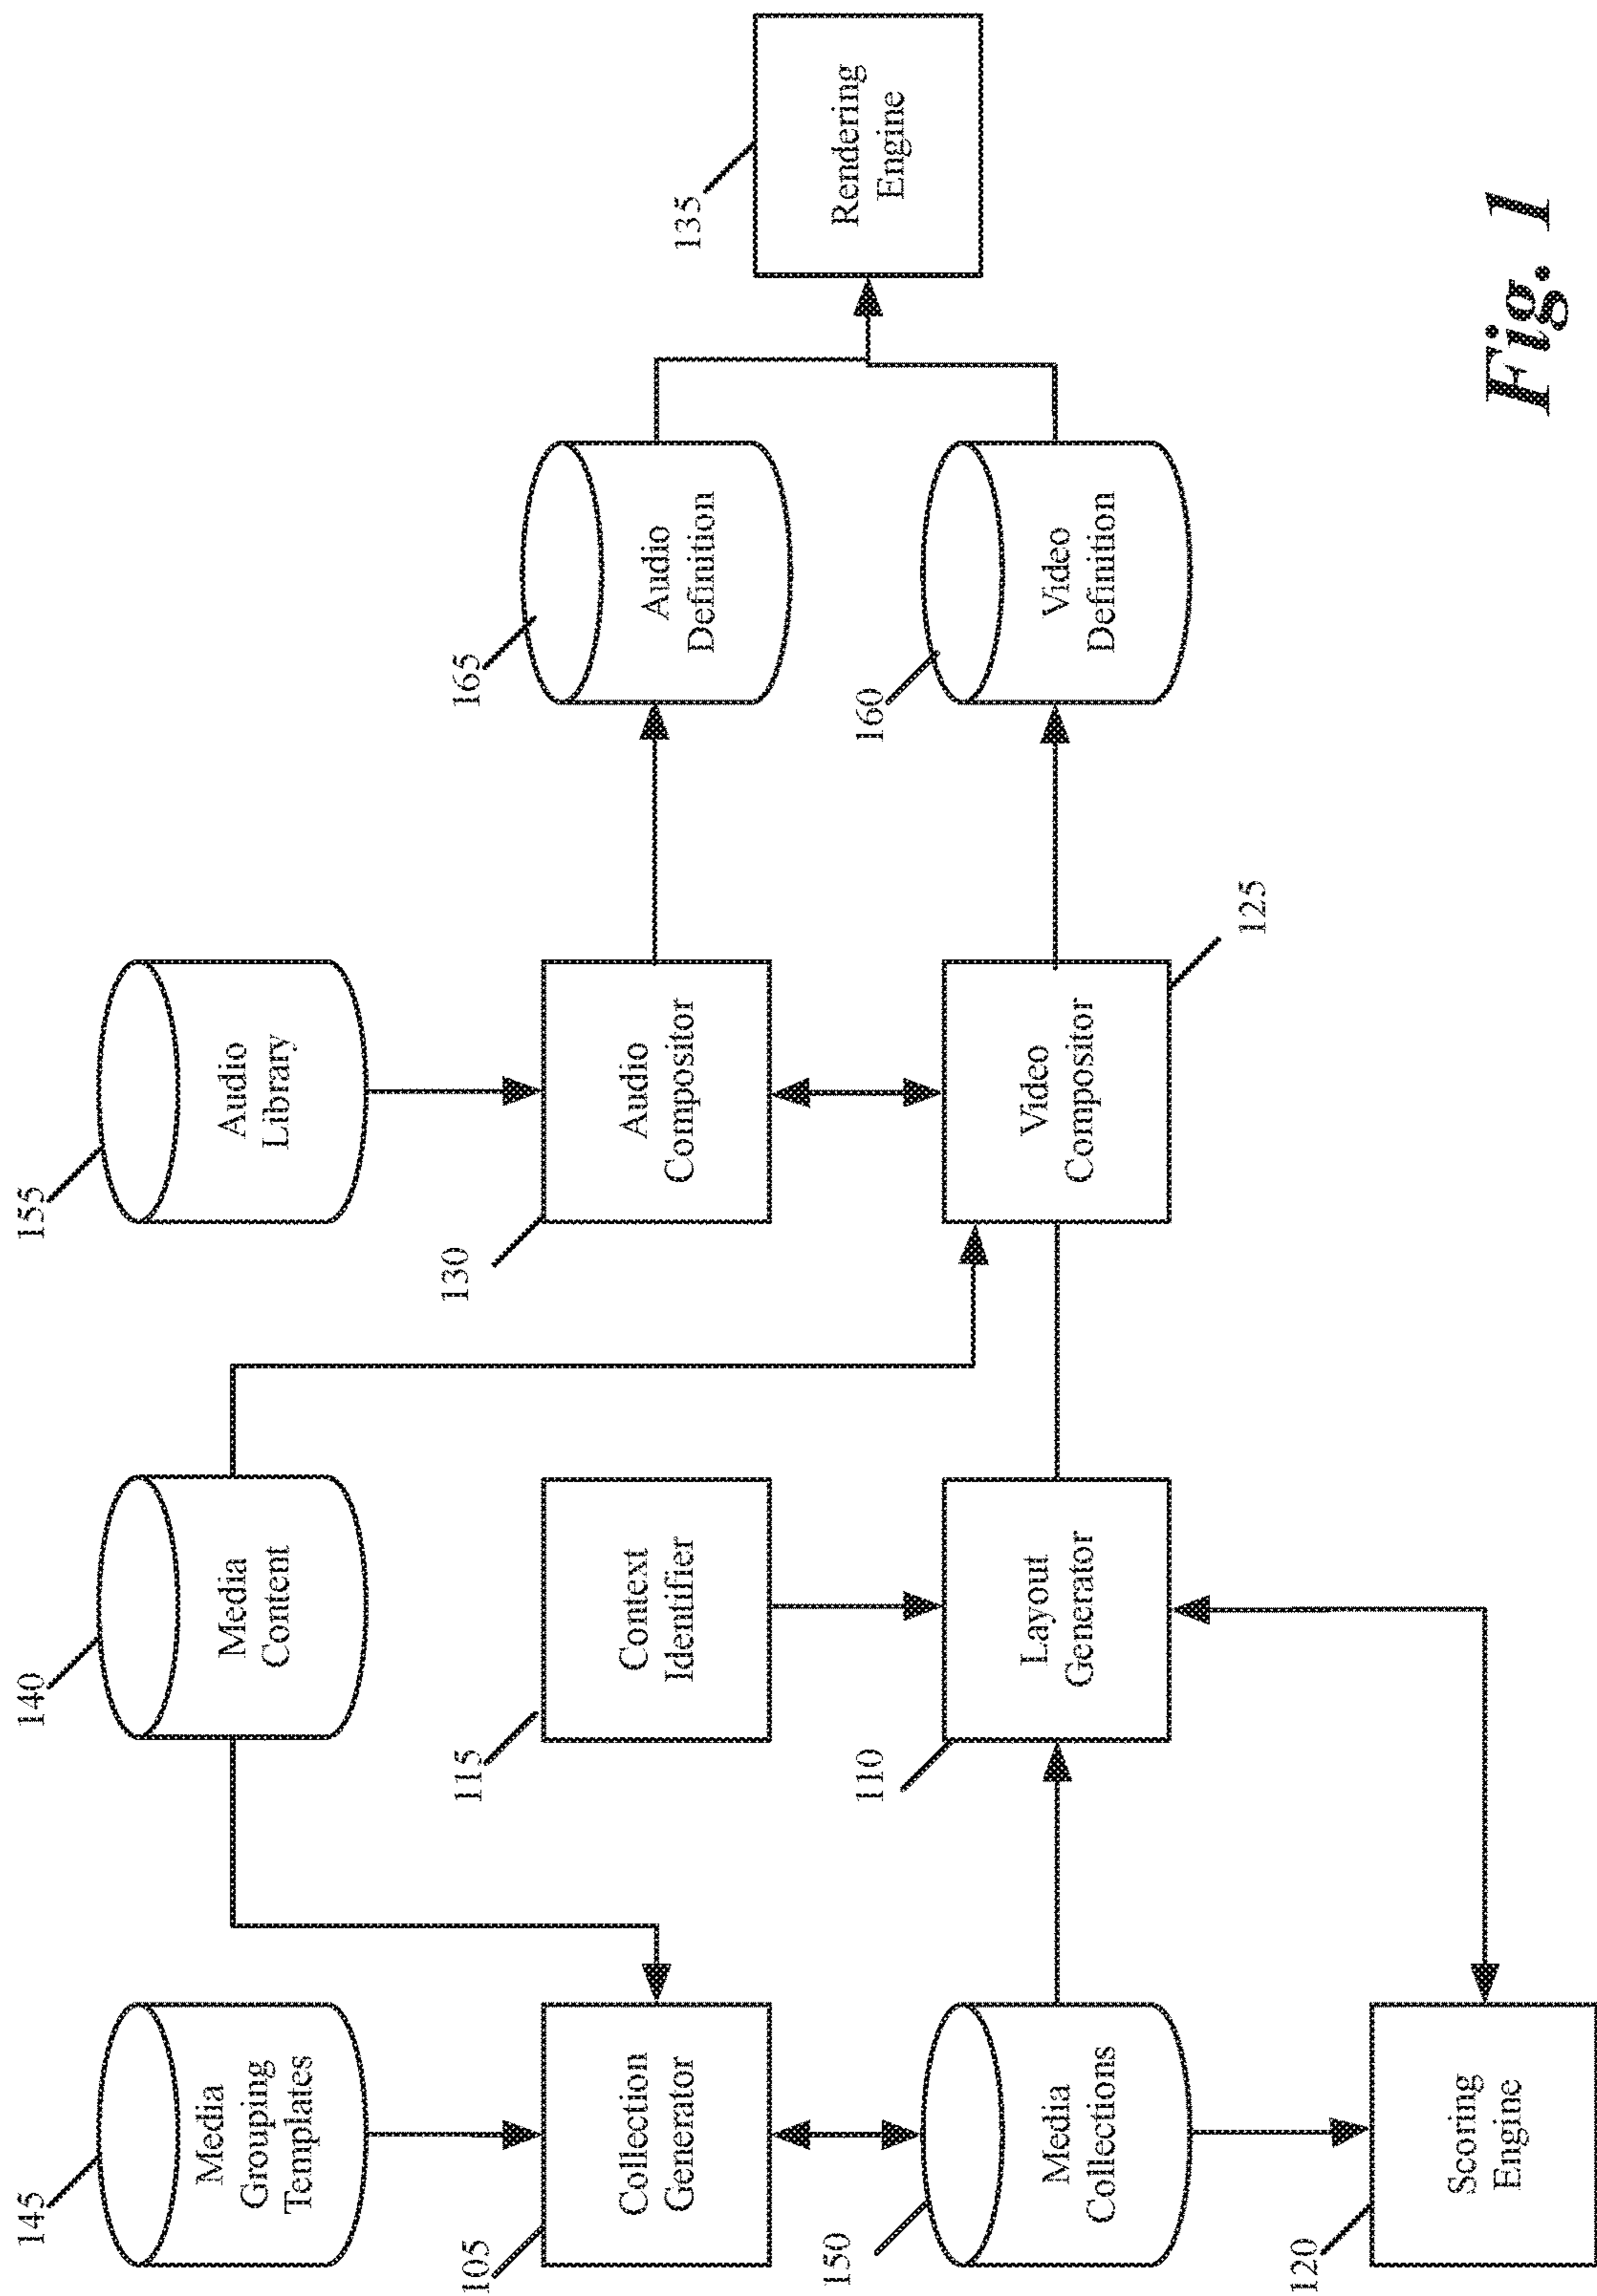 145
Media
Grouping
Templates
140
Media
Content
155
Audio
Library
105
Collection
Generator
115
Context
Identifier
130
Audio
Compositor
165
Audio
Definition
135
Rendering
Engine
150
Media
Collections
110
Layout
Generator
Video
Compositor
125
160
Video
Definition
120
Scoring
Engine
Fig. 1